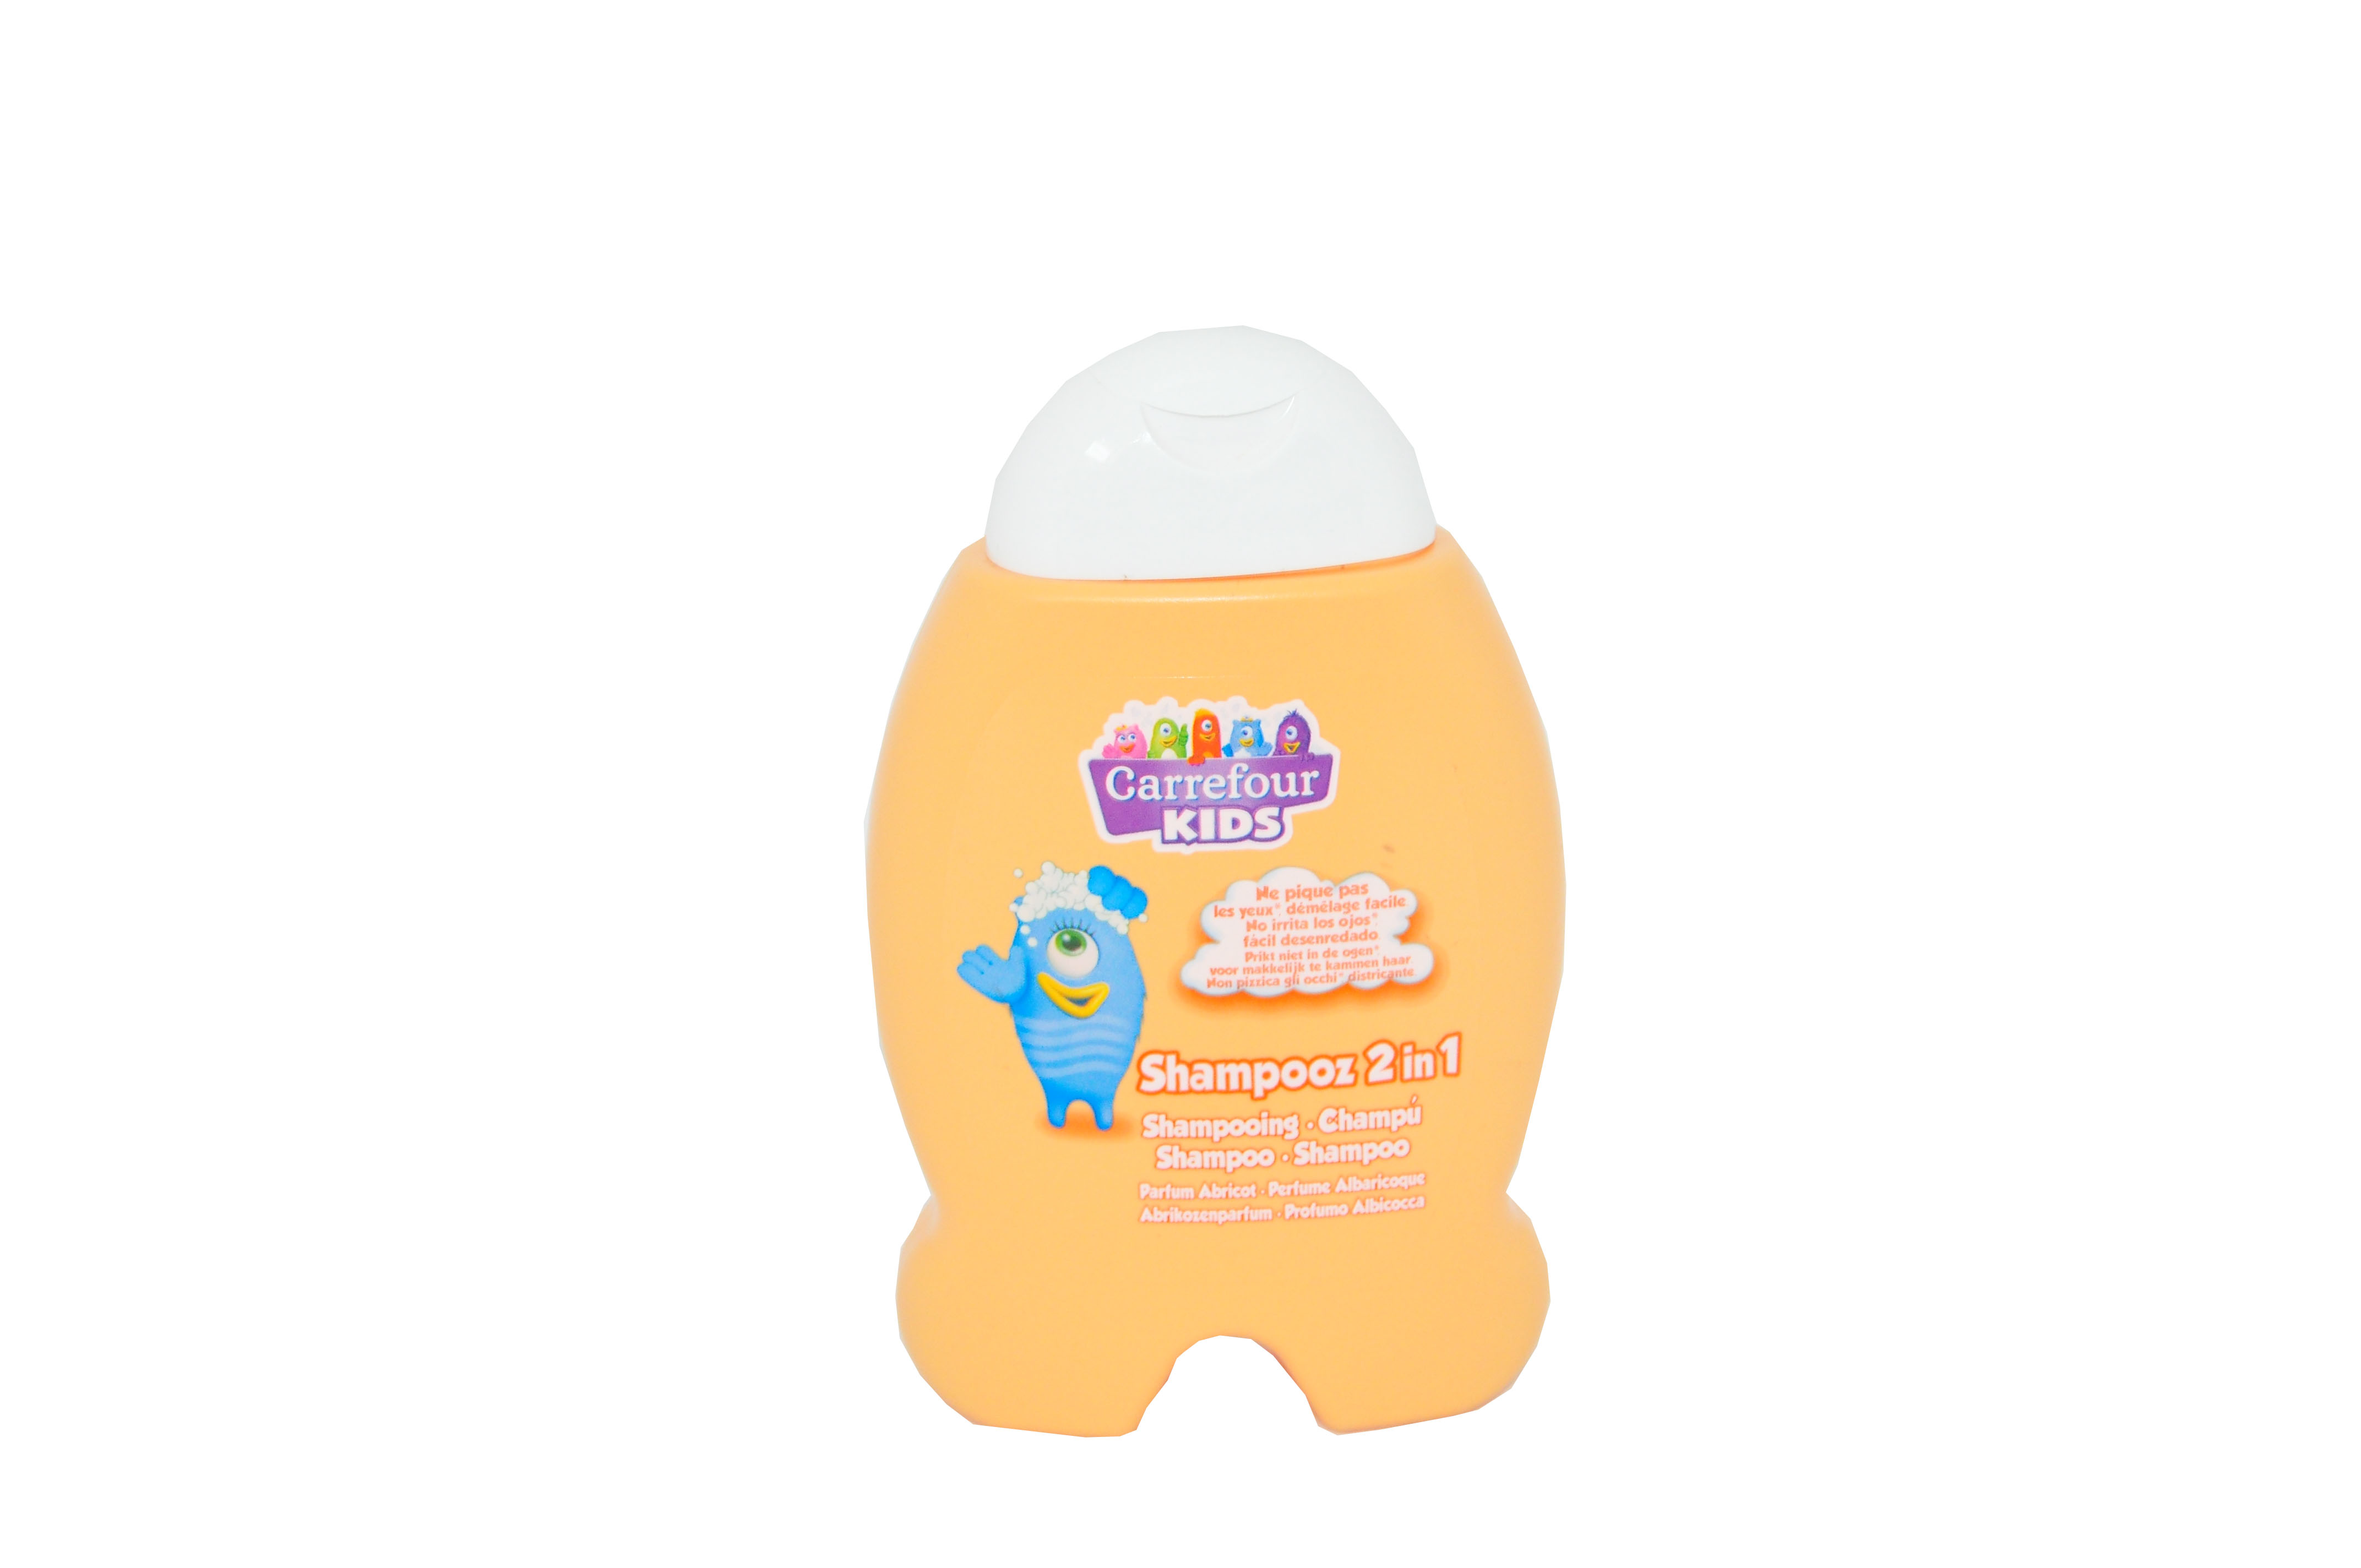 Carrefour
KIDS
Ne pique pas
les yeux*, démélage facile.
No irrita los ojos*,
fácil desenredado.
Prikt niet in de ogen*
voor makkelijk te kammen haar.
Non pizzica gli occhi* districante.
Shampooz 2 in 1
Shampooing · Champú
Shampoo · Shampoo
Parfum Abricot · Perfume Albaricoque
Abrikozenparfum · Profumo Albicocca